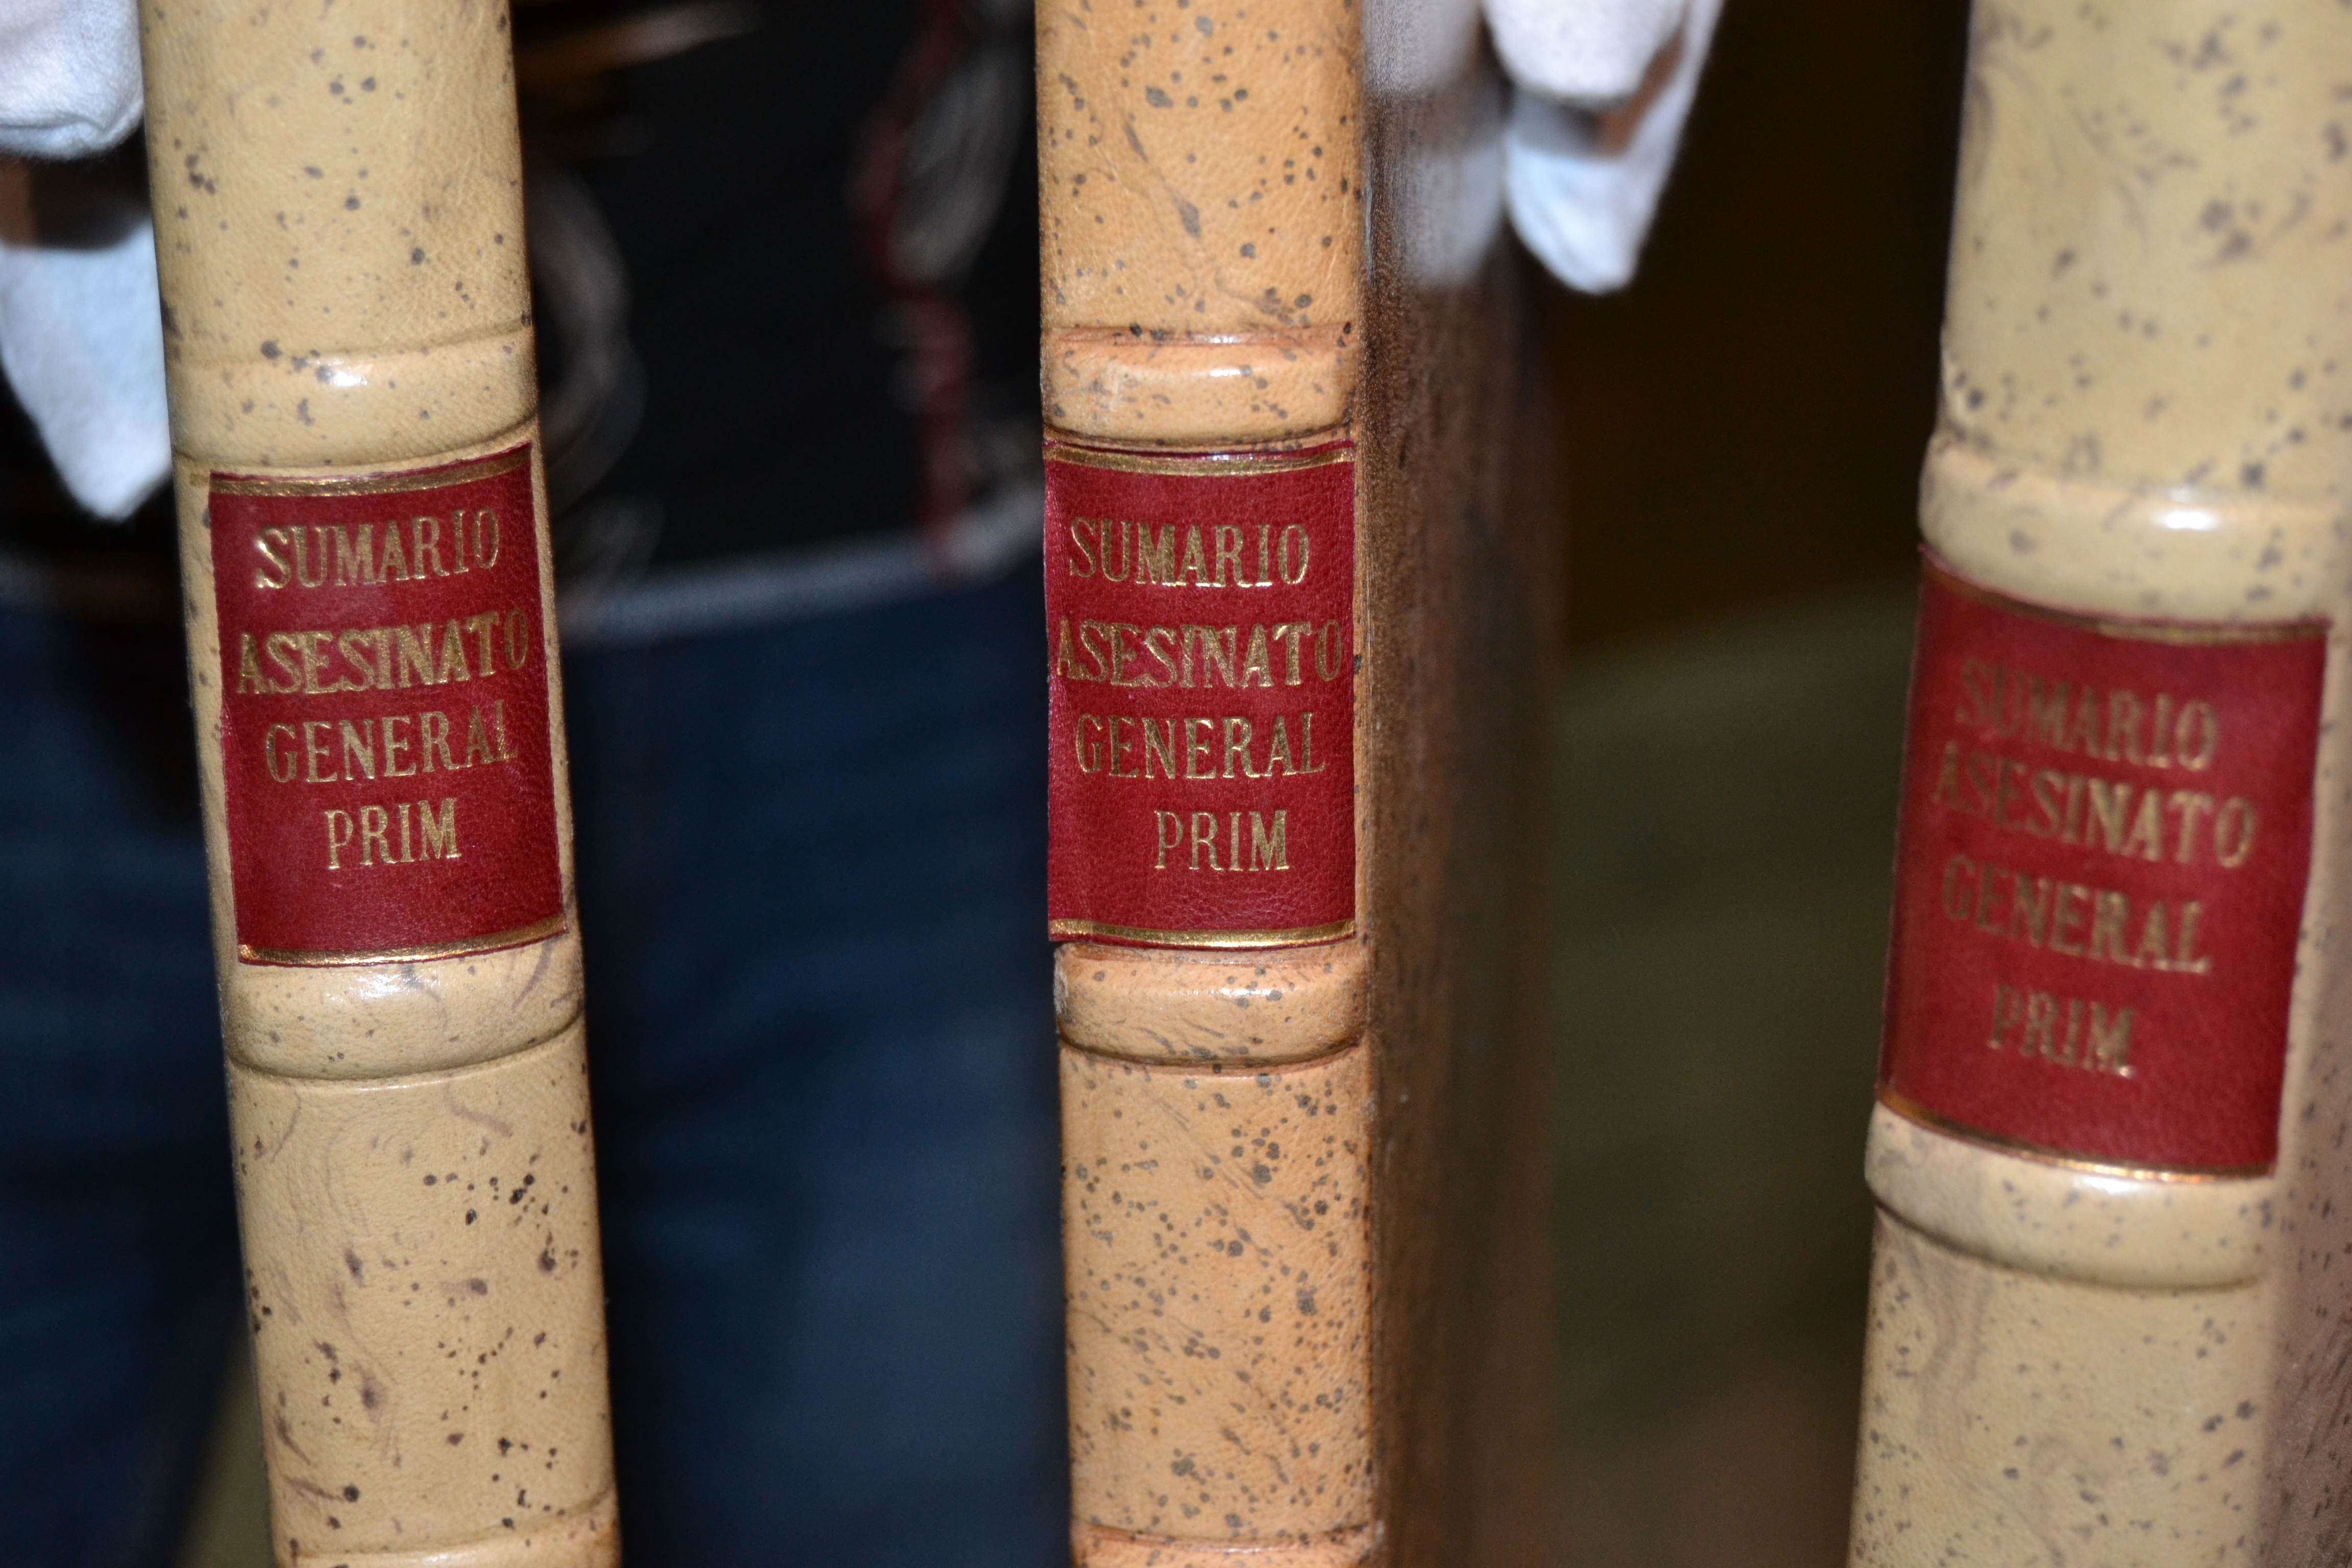 SUMARIO
ASESINATO
GENERAL
PRIM
SUMARIO
ASESINATO
GENERAL
PRIM
SUMARIO
ASESINATO
GENERAL
PRIM